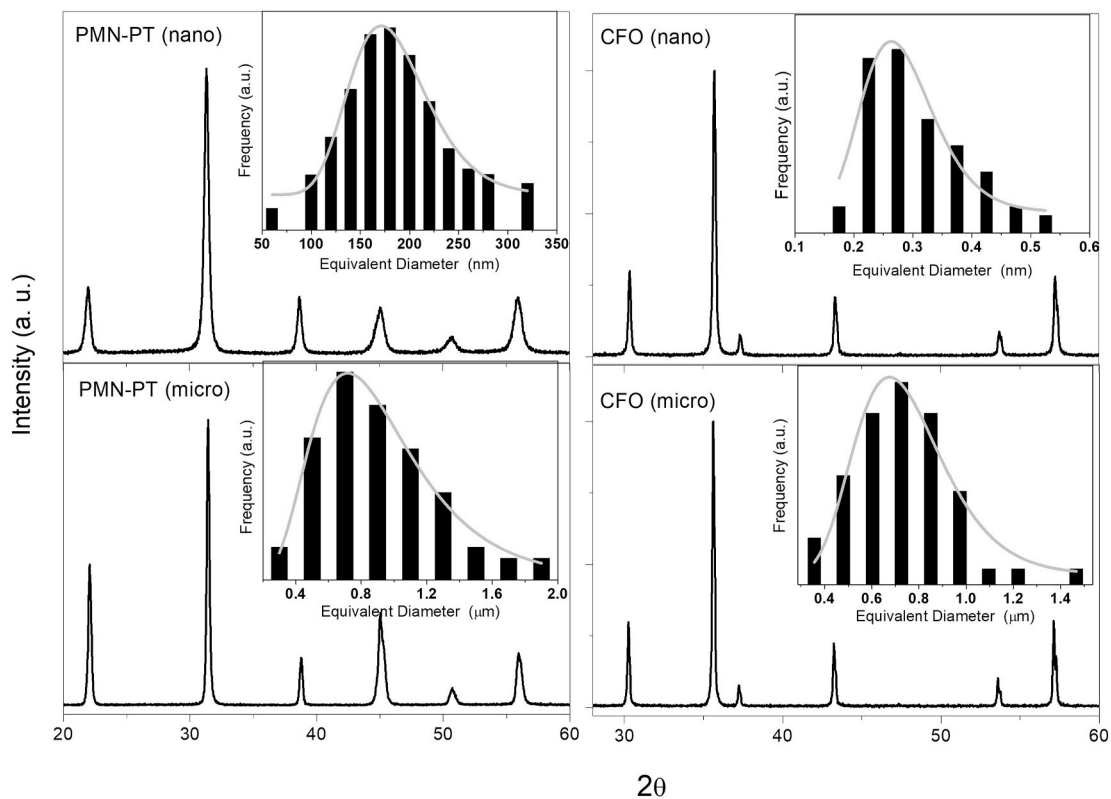 PMN-PT (nano)
Frequency (a.u.)
50 100 150 200 250 300 350
Equivalent Diameter (nm)
CFO (nano)
Frequency (a.u.)
0.1 0.2 0.3 0.4 0.5 0.6
Equivalent Diameter (nm)
Intensity (a. u.)
PMN-PT (micro)
Frequency (a.u.)
0.4 0.8 1.2 1.6 2.0
Equivalent Diameter (μm)
CFO (micro)
Frequency (a.u.)
0.4 0.6 0.8 1.0 1.2 1.4
Equivalent Diameter (μm)
20 30 40 50 60
30 40 50 60
2θ